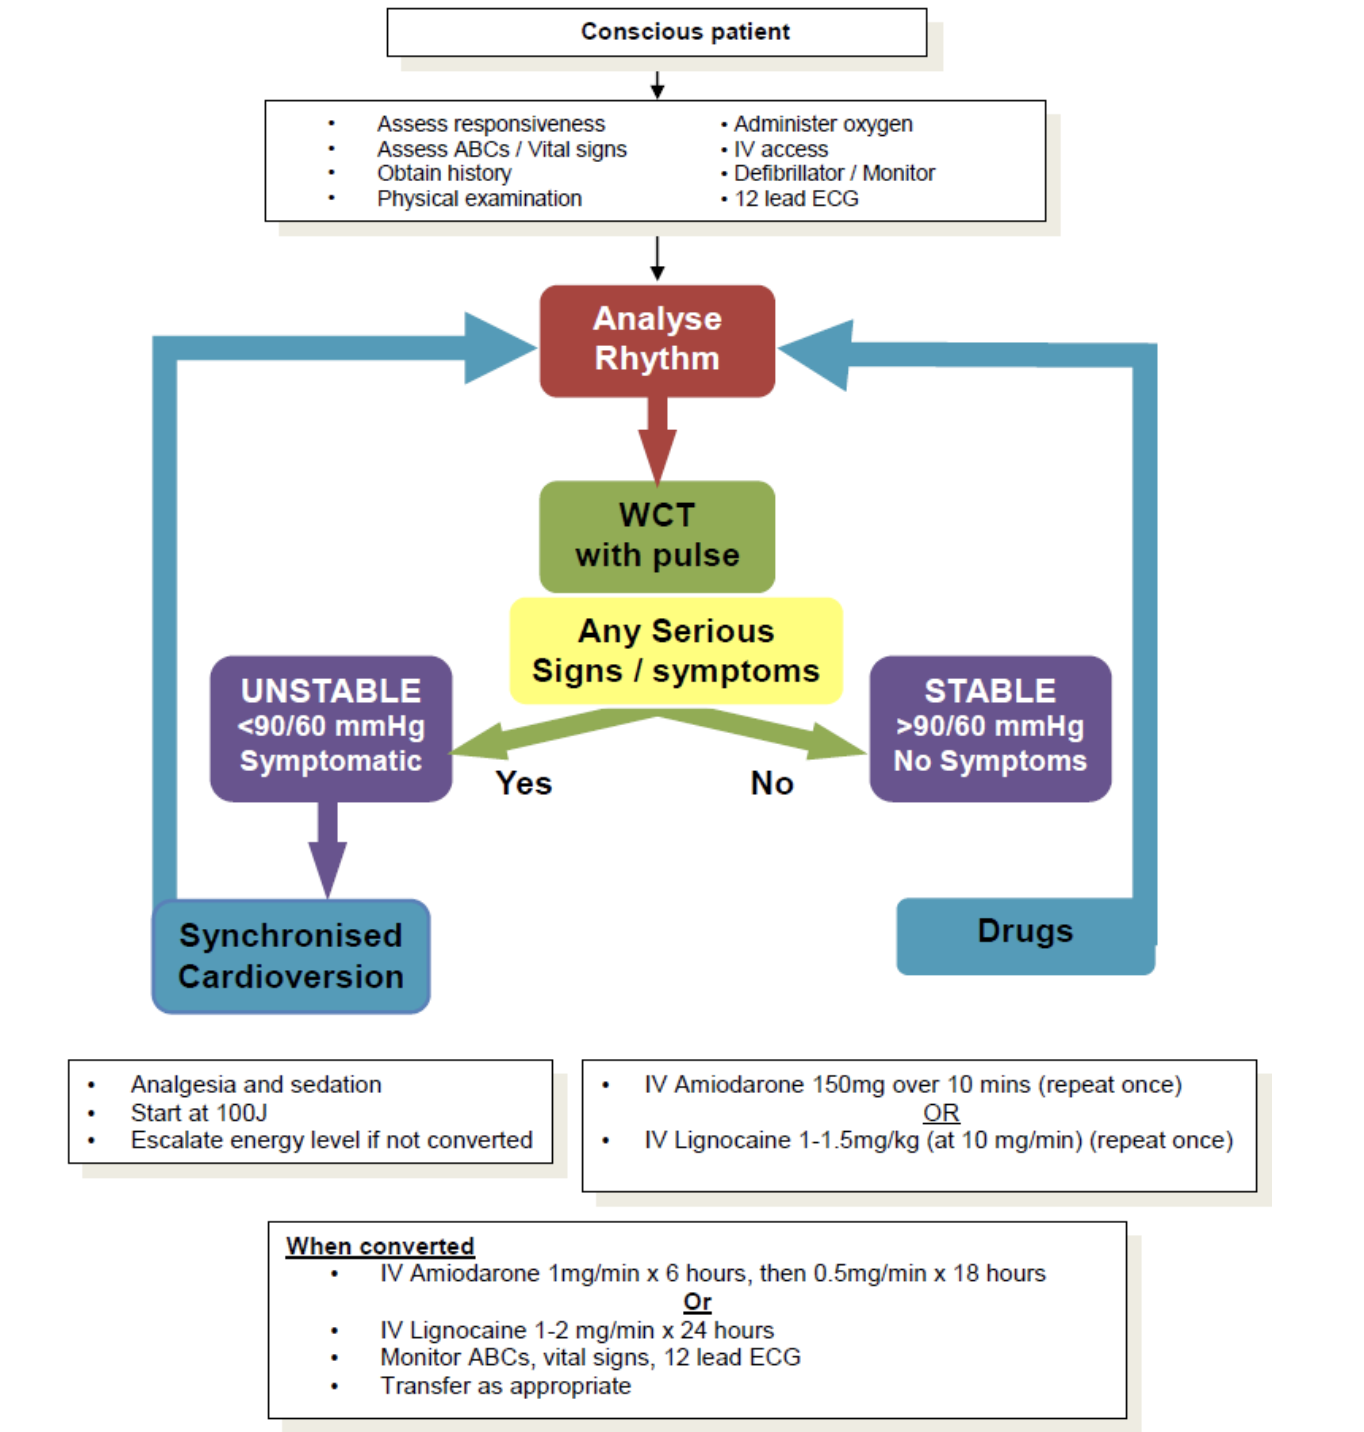 Conscious patient
• Assess responsiveness
• Assess ABCs / Vital signs
• Obtain history
• Physical examination
• Administer oxygen
• IV access
• Defibrillator / Monitor
• 12 lead ECG
Analyse
Rhythm
WCT
with pulse
Any Serious
Signs / symptoms
UNSTABLE
<90/60 mmHg
Symptomatic
Yes
No
STABLE
>90/60 mmHg
No Symptoms
Synchronised
Cardioversion
Drugs
• Analgesia and sedation
• Start at 100J
• Escalate energy level if not converted
• IV Amiodarone 150mg over 10 mins (repeat once)
OR
• IV Lignocaine 1-1.5mg/kg (at 10 mg/min) (repeat once)
When converted
• IV Amiodarone 1mg/min x 6 hours, then 0.5mg/min x 18 hours
Or
• IV Lignocaine 1-2 mg/min x 24 hours
• Monitor ABCs, vital signs, 12 lead ECG
• Transfer as appropriate